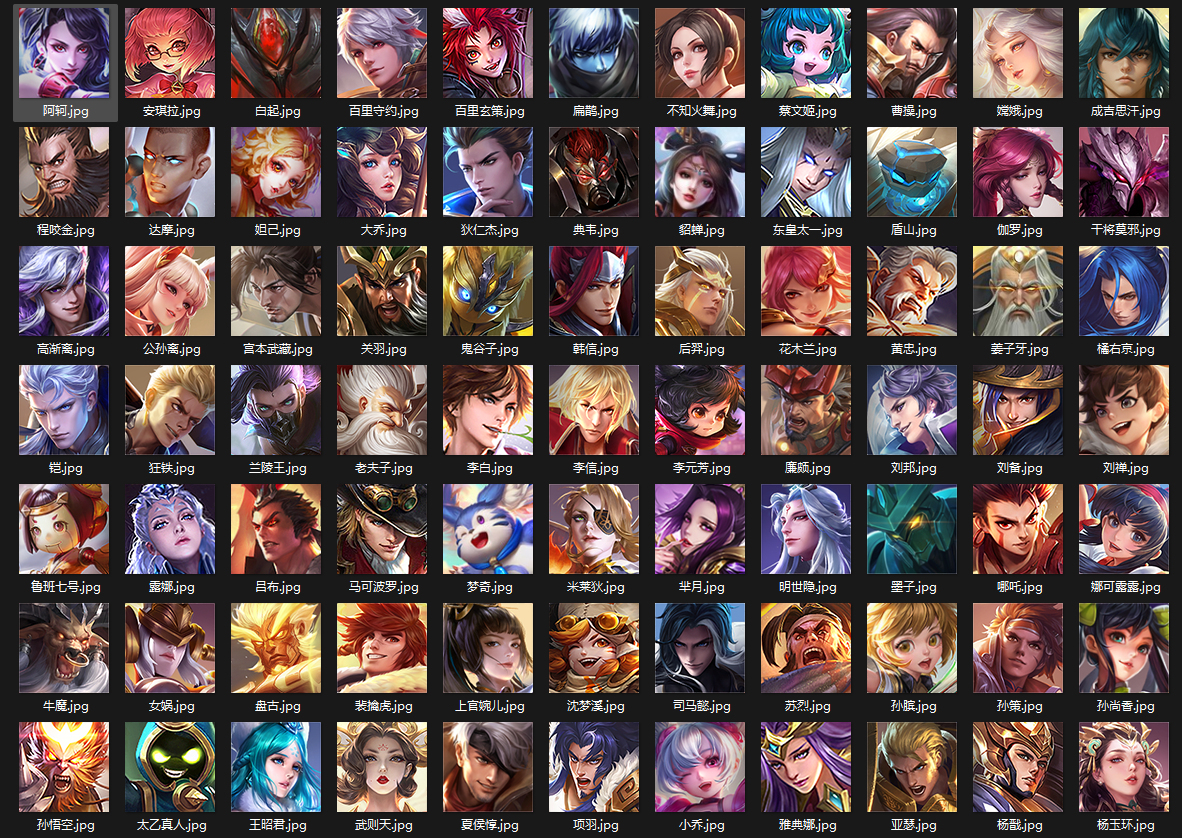 阿轲.jpg 安琪拉.jpg 白起.jpg 百里守约.jpg 百里玄策.jpg 扁鹊.jpg 不知火舞.jpg 蔡文姬.jpg 曹操.jpg 嫦娥.jpg 成吉思汗.jpg
程咬金.jpg 达摩.jpg 妲己.jpg 大乔.jpg 狄仁杰.jpg 典韦.jpg 貂蝉.jpg 东皇太一.jpg 盾山.jpg 伽罗.jpg 干将莫邪.jpg
高渐离.jpg 公孙离.jpg 宫本武藏.jpg 关羽.jpg 鬼谷子.jpg 韩信.jpg 后羿.jpg 花木兰.jpg 黄忠.jpg 姜子牙.jpg 橘右京.jpg
铠.jpg 狂铁.jpg 兰陵王.jpg 老夫子.jpg 李白.jpg 李信.jpg 李元芳.jpg 廉颇.jpg 刘邦.jpg 刘备.jpg 刘禅.jpg
鲁班七号.jpg 露娜.jpg 吕布.jpg 马可波罗.jpg 梦奇.jpg 米莱狄.jpg 芈月.jpg 明世隐.jpg 墨子.jpg 哪吒.jpg 娜可露露.jpg
牛魔.jpg 女娲.jpg 盘古.jpg 裴擒虎.jpg 上官婉儿.jpg 沈梦溪.jpg 司马懿.jpg 苏烈.jpg 孙膑.jpg 孙策.jpg 孙尚香.jpg
孙悟空.jpg 太乙真人.jpg 王昭君.jpg 武则天.jpg 夏侯惇.jpg 项羽.jpg 小乔.jpg 雅典娜.jpg 亚瑟.jpg 杨戬.jpg 杨玉环.jpg